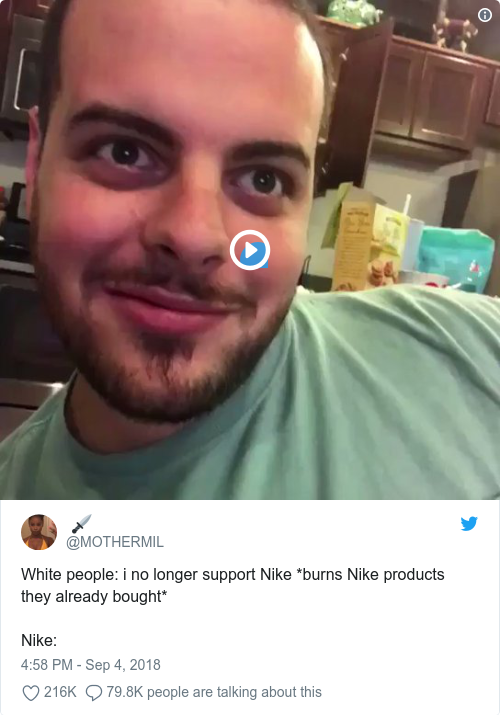 @MOTHERMIL
White people: i no longer support Nike *burns Nike products
they already bought*
Nike:
4:58 PM - Sep 4, 2018
216K 79.8K people are talking about this